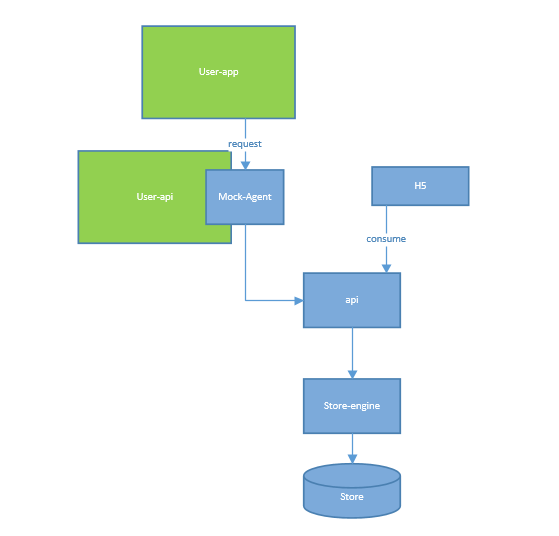 User-app
request
User-api
Mock-Agent
H5
consume
api
Store-engine
Store